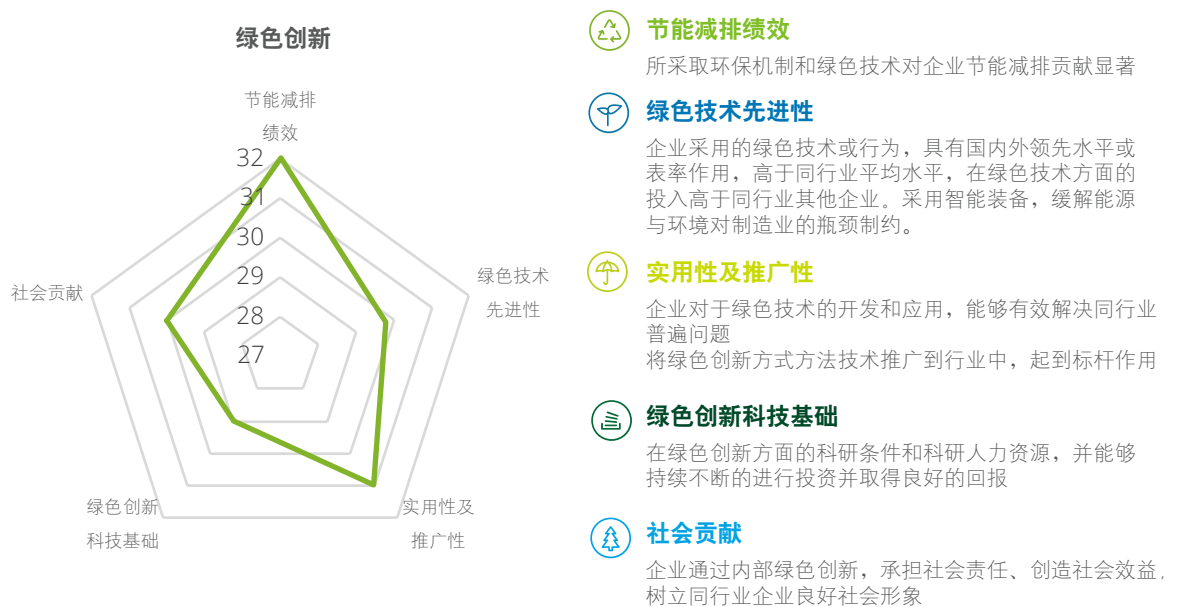 绿色创新
节能减排
绩效
32
31
30
29
28
27
社会贡献
绿色技术
先进性
绿色创新
科技基础
实用性及
推广性
节能减排绩效
所采取环保机制和绿色技术对企业节能减排贡献显著
绿色技术先进性
企业采用的绿色技术或行为，具有国内外领先水平或
表率作用，高于同行业平均水平，在绿色技术方面的
投入高于同行业其他企业。采用智能装备，缓解能源
与环境对制造业的瓶颈制约。
实用性及推广性
企业对于绿色技术的开发和应用，能够有效解决同行业
普遍问题
将绿色创新方式方法技术推广到行业中，起到标杆作用
绿色创新科技基础
在绿色创新方面的科研条件和科研人力资源，并能够
持续不断的进行投资并取得良好的回报
社会贡献
企业通过内部绿色创新，承担社会责任、创造社会效益，
树立同行业企业良好社会形象